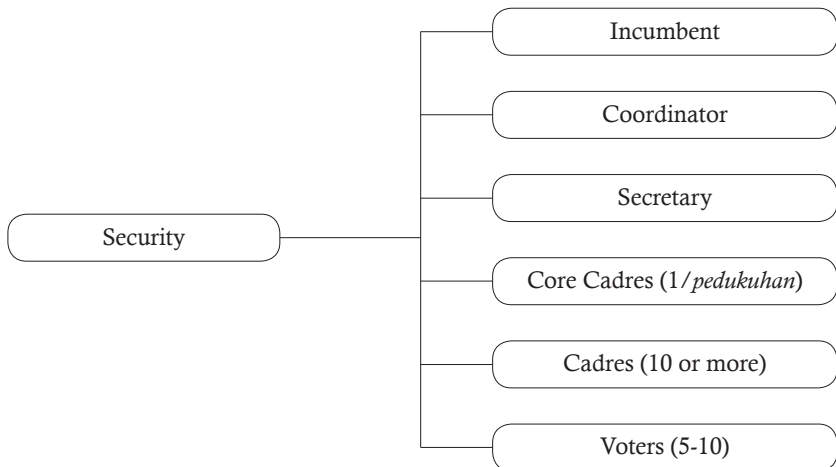 Incumbent
Coordinator
Secretary
Security
Core Cadres (1/pedukuhan)
Cadres (10 or more)
Voters (5-10)